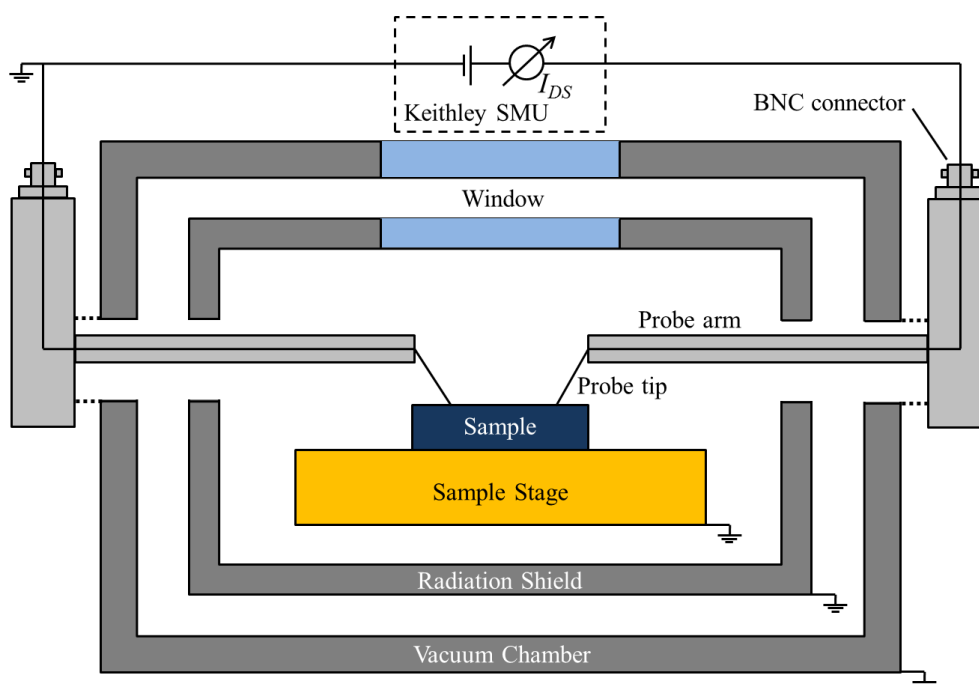 I_DS
Keithley SMU
BNC connector
Window
Probe arm
Probe tip
Sample
Sample Stage
Radiation Shield
Vacuum Chamber